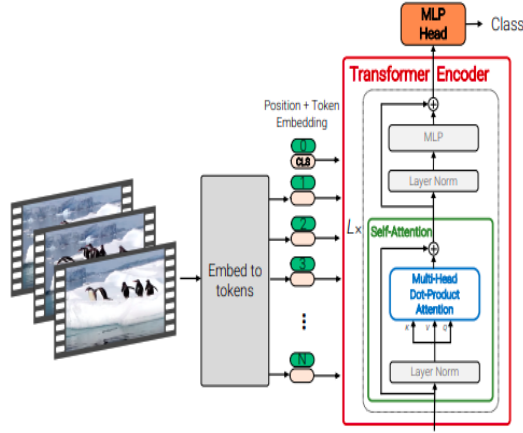 MLP
Head
Class
Transformer Encoder
Position + Token
Embedding
0
CLS
1
2
3
N
Embed to
tokens
L×
MLP
Layer Norm
Self-Attention
Multi-Head
Dot-Product
Attention
K
V
Q
Layer Norm